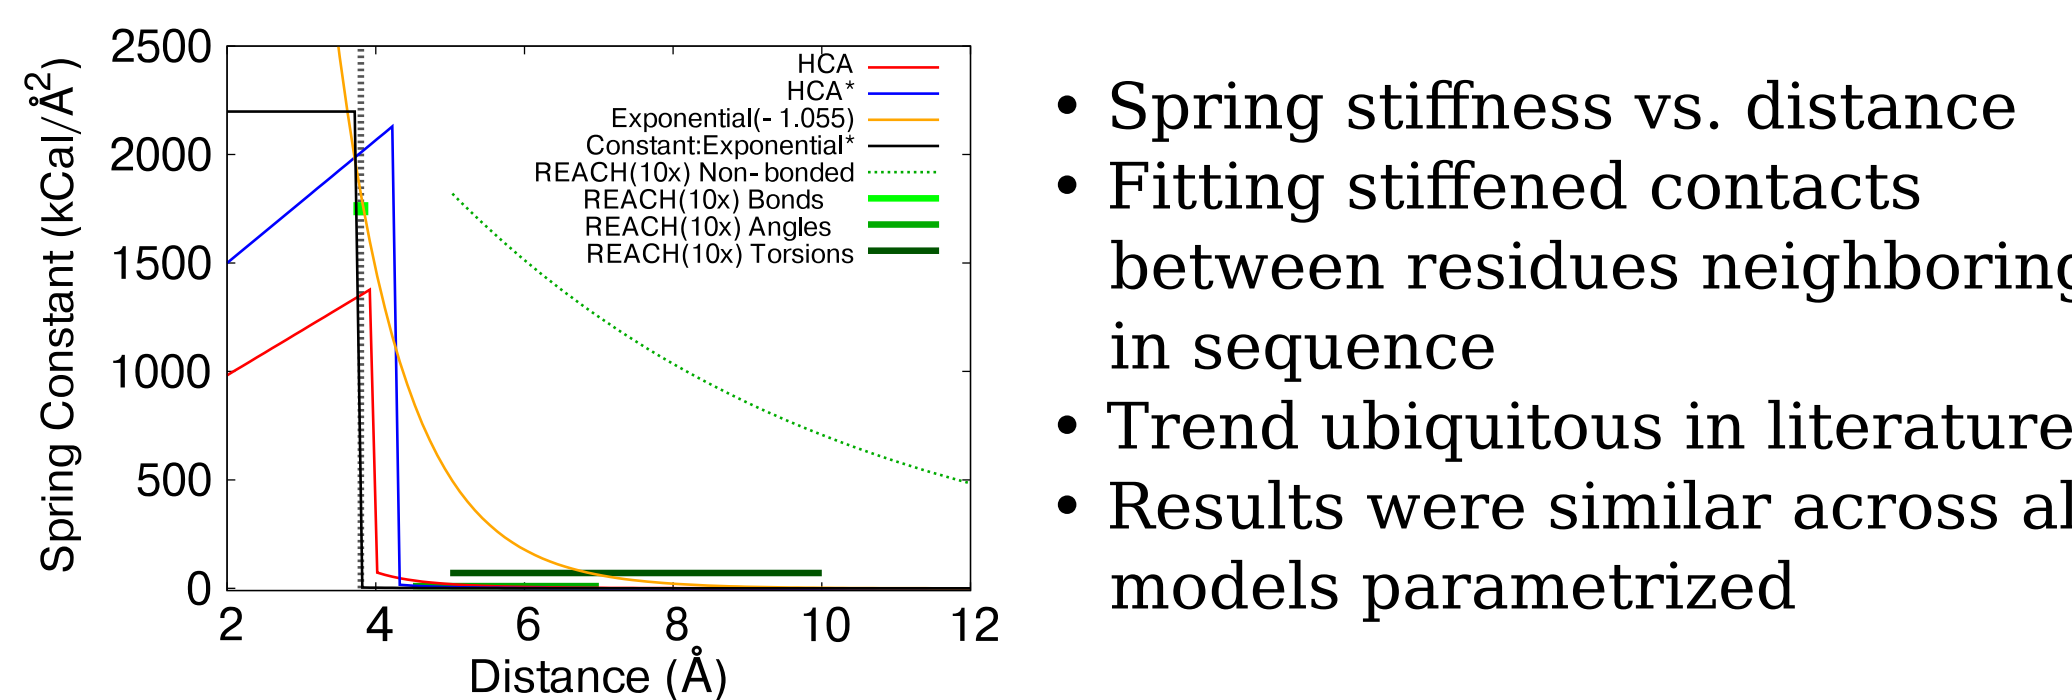 2500
2000
1500
1000
500
0
2
4
6
8
10
12
Spring Constant (kCal/Å²)
Distance (Å)
HCA
HCA*
Exponential(- 1.055)
Constant:Exponential*
REACH(10x) Non- bonded
REACH(10x) Bonds
REACH(10x) Angles
REACH(10x) Torsions
• Spring stiffness vs. distance
• Fitting stiffened contacts
between residues neighboring
in sequence
• Trend ubiquitous in literature
• Results were similar across al
models parametrized